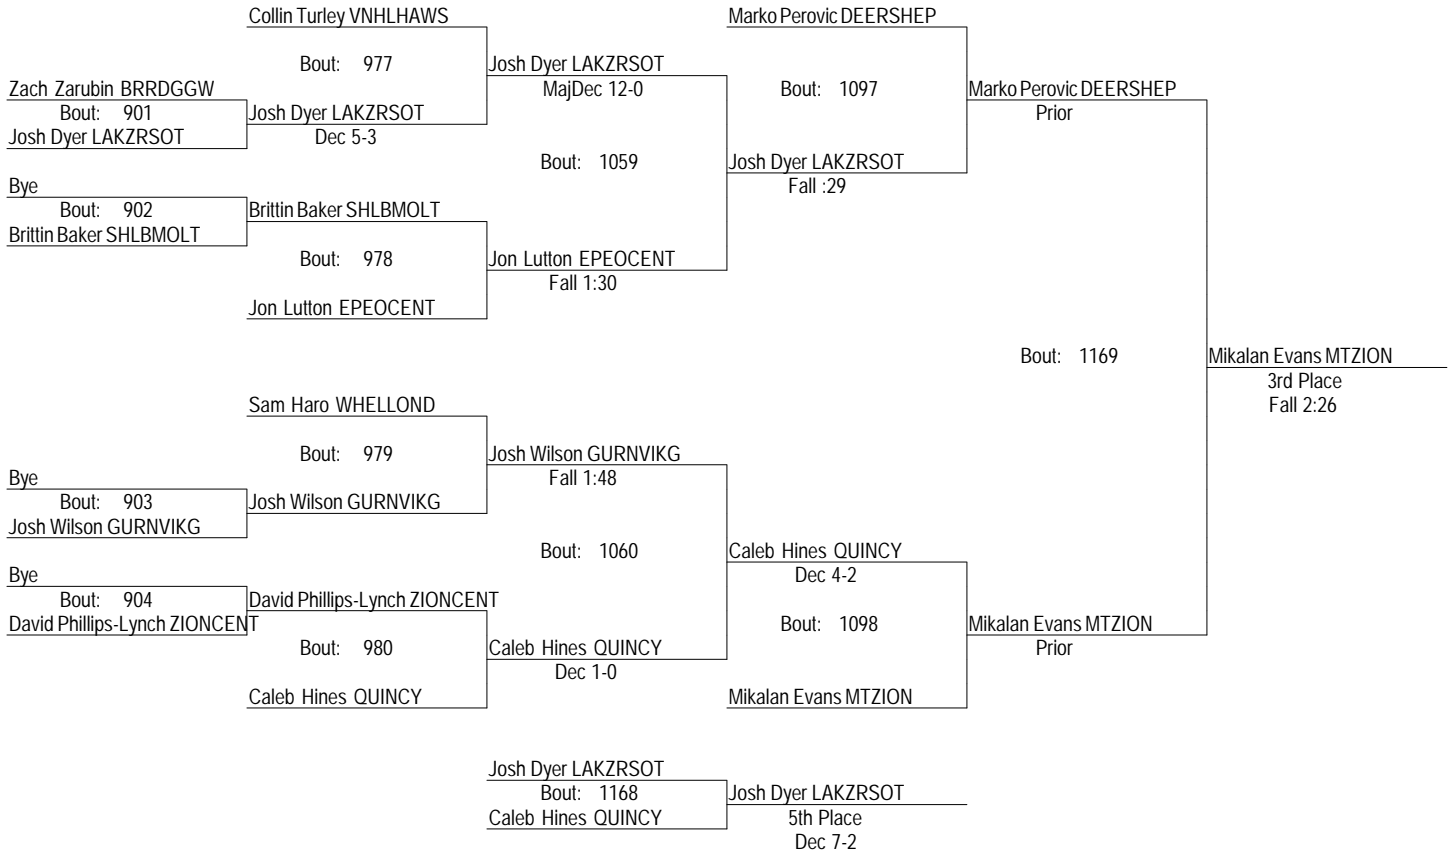 Collin Turley VNHLHAWS
Marko Perovic DEERSHEP
Bout: 977
Josh Dyer LAKZRSOT
Zach Zarubin BRRDGGW
MajDec 12-0
Bout: 1097
Marko Perovic DEERSHEP
Bout: 901
Josh Dyer LAKZRSOT
Prior
Josh Dyer LAKZRSOT
Dec 5-3
Bout: 1059
Josh Dyer LAKZRSOT
Bye
Fall :29
Bout: 902
Brittin Baker SHLBMOLT
Brittin Baker SHLBMOLT
Bout: 978
Jon Lutton EPEOCENT
Fall 1:30
Jon Lutton EPEOCENT
Bout: 1169
Mikalan Evans MTZION
3rd Place
Sam Haro WHELLOND
Fall 2:26
Bout: 979
Josh Wilson GURNVIKG
Bye
Fall 1:48
Bout: 903
Josh Wilson GURNVIKG
Josh Wilson GURNVIKG
Bout: 1060
Caleb Hines QUINCY
Bye
Dec 4-2
Bout: 904
David Phillips-Lynch ZIONCENT
David Phillips-Lynch ZIONCENT
Bout: 1098
Mikalan Evans MTZION
Bout: 980
Caleb Hines QUINCY
Prior
Dec 1-0
Caleb Hines QUINCY
Mikalan Evans MTZION
Josh Dyer LAKZRSOT
Bout: 1168
Josh Dyer LAKZRSOT
Caleb Hines QUINCY
5th Place
Dec 7-2